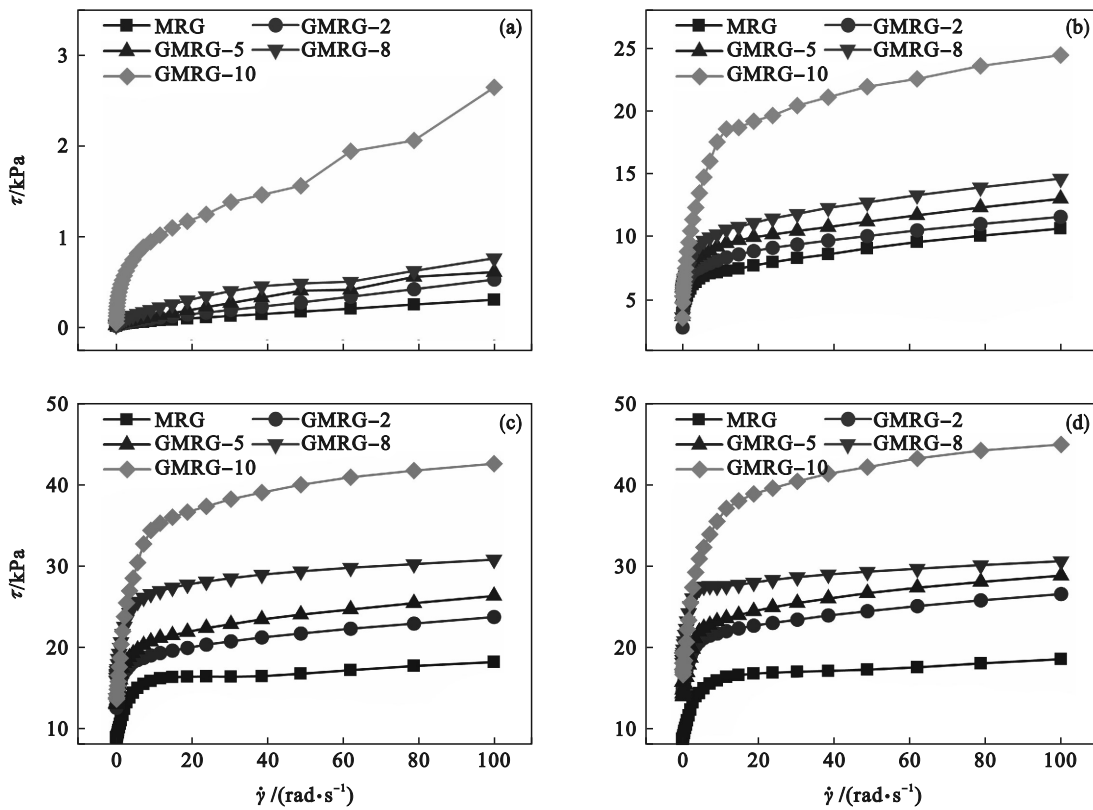 MRG GMRG-2 (a)
GMRG-5 GMRG-8
GMRG-10
3
2
1
0
τ/kPa
MRG GMRG-2 (b)
GMRG-5 GMRG-8
GMRG-10
25
20
15
10
5
τ/kPa
MRG GMRG-2 (c)
GMRG-5 GMRG-8
GMRG-10
50
40
30
20
10
τ/kPa
0 20 40 60 80 100
γ̇ /(rad·s⁻¹)
MRG GMRG-2 (d)
GMRG-5 GMRG-8
GMRG-10
50
40
30
20
10
τ/kPa
0 20 40 60 80 100
γ̇ /(rad·s⁻¹)